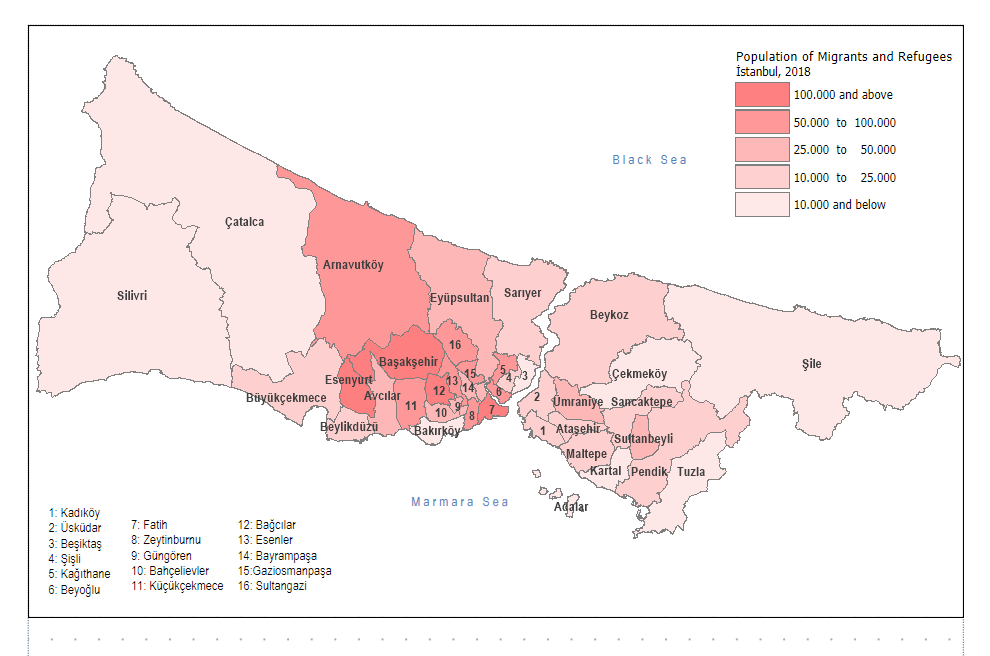 Population of Migrants and Refugees
İstanbul, 2018
100.000 and above
50.000 to 100.000
25.000 to 50.000
10.000 to 25.000
10.000 and below
Black Sea
Çatalca
Arnavutköy
Silivri
Eyüpsultan
Sarıyer
Beykoz
16
Şile
Başakşehir
Çekmeköy
Esenyurt
15
5
4
3
13
14
12
6
Büyükçekmece
Avcılar
11
10
9
8
7
2
Ümraniye
Sancaktepe
Beylikdüzü
Bakırköy
1
Ataşehir
Sultanbeyli
Maltepe
Kartal
Pendik
Tuzla
Marmara Sea
Adalar
1: Kadıköy
2: Üsküdar
3: Beşiktaş
4: Şişli
5: Kağıthane
6: Beyoğlu
7: Fatih
8: Zeytinburnu
9: Güngören
10: Bahçelievler
11: Küçükçekmece
12: Bağcılar
13: Esenler
14: Bayrampaşa
15:Gaziosmanpaşa
16: Sultangazi